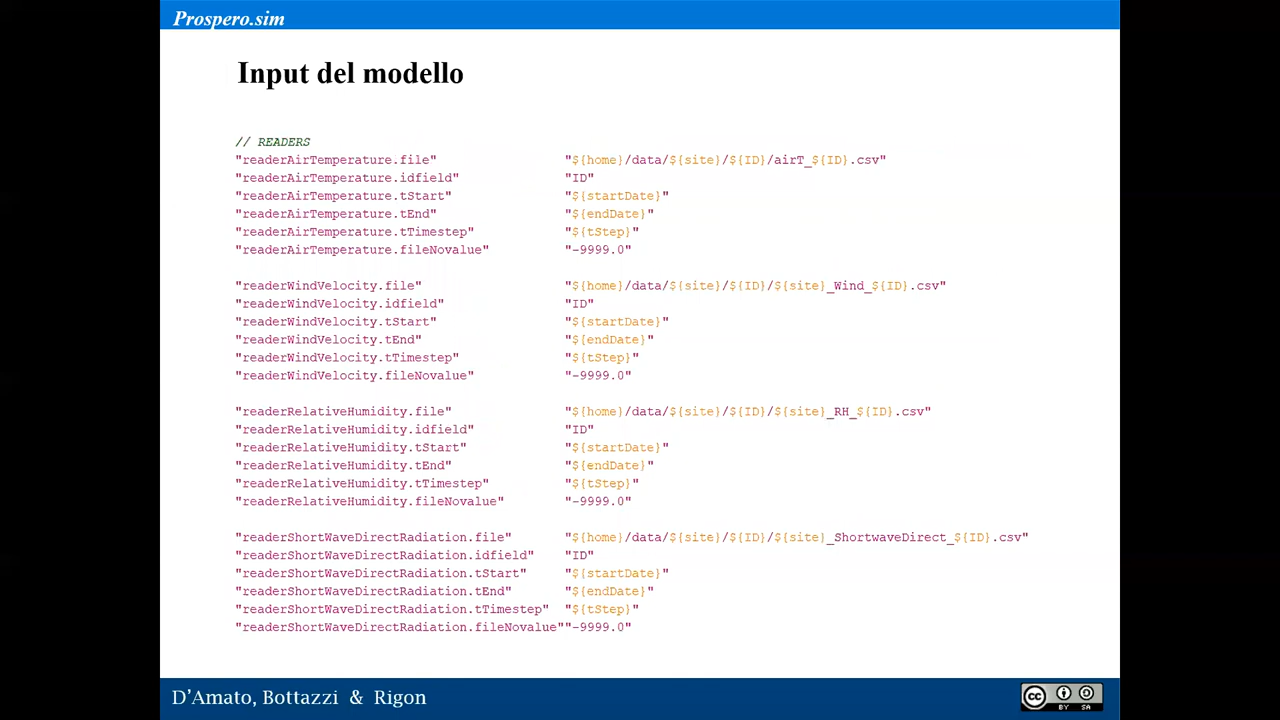 Prospero.sim
Input del modello
// READERS
"readerAirTemperature.file" "${home}/data/${site}/${ID}/airT_${ID}.csv"
"readerAirTemperature.idfield" "ID"
"readerAirTemperature.tStart" "${startDate}"
"readerAirTemperature.tEnd" "${endDate}"
"readerAirTemperature.tTimestep" "${tStep}"
"readerAirTemperature.fileNovalue" "-9999.0"
"readerWindVelocity.file" "${home}/data/${site}/${ID}/${site}_Wind_${ID}.csv"
"readerWindVelocity.idfield" "ID"
"readerWindVelocity.tStart" "${startDate}"
"readerWindVelocity.tEnd" "${endDate}"
"readerWindVelocity.tTimestep" "${tStep}"
"readerWindVelocity.fileNovalue" "-9999.0"
"readerRelativeHumidity.file" "${home}/data/${site}/${ID}/${site}_RH_${ID}.csv"
"readerRelativeHumidity.idfield" "ID"
"readerRelativeHumidity.tStart" "${startDate}"
"readerRelativeHumidity.tEnd" "${endDate}"
"readerRelativeHumidity.tTimestep" "${tStep}"
"readerRelativeHumidity.fileNovalue" "-9999.0"
"readerShortWaveDirectRadiation.file" "${home}/data/${site}/${ID}/${site}_ShortwaveDirect_${ID}.csv"
"readerShortWaveDirectRadiation.idfield" "ID"
"readerShortWaveDirectRadiation.tStart" "${startDate}"
"readerShortWaveDirectRadiation.tEnd" "${endDate}"
"readerShortWaveDirectRadiation.tTimestep" "${tStep}"
"readerShortWaveDirectRadiation.fileNovalue""-9999.0"
D'Amato, Bottazzi & Rigon
cc BY SA